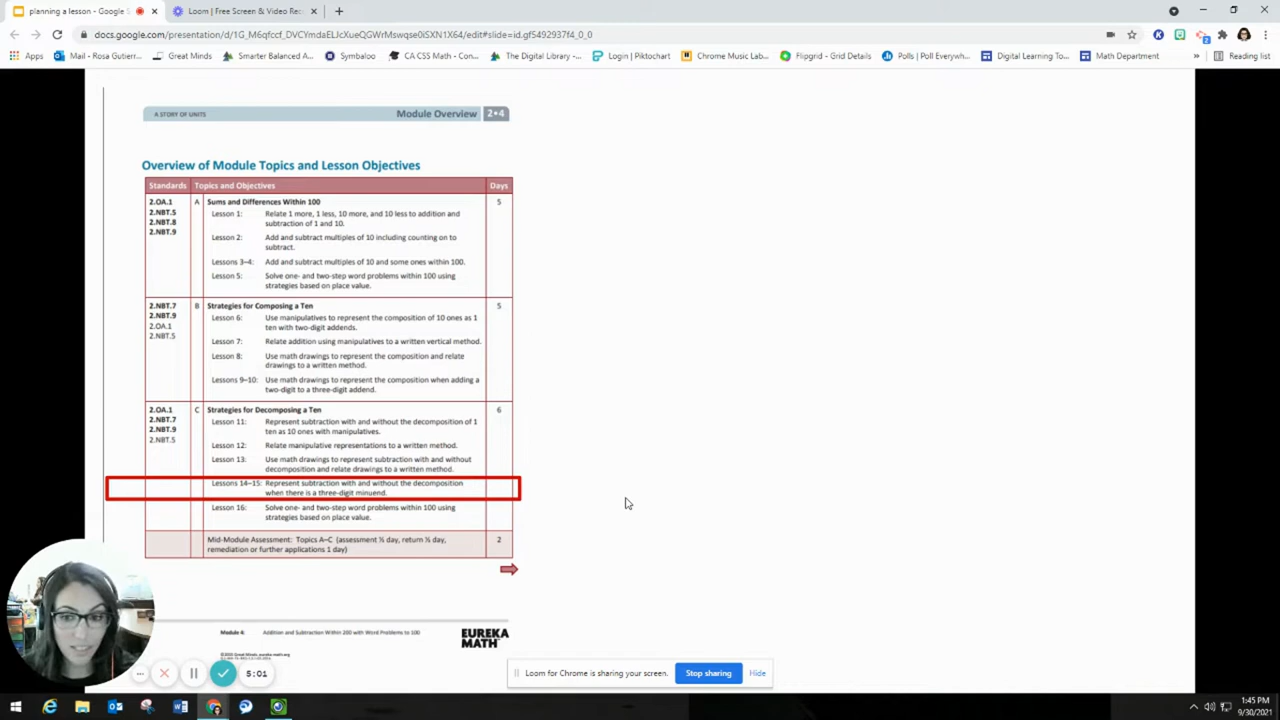 planning a lesson - Google S
Loom | Free Screen & Video Rec
docs.google.com/presentation/d/1G_M6qfccf_DVCYmdaELJcXueQGWrMswqse0iSXN1X64/edit#slide=id.gf5492937f4_0_0
Apps
Mail - Rosa Gutierr...
Great Minds
Smarter Balanced A...
Symbaloo
CA CSS Math - Con...
The Digital Library -...
Login | Piktochart
Chrome Music Lab...
Flipgrid - Grid Details
Polls | Poll Everywh...
Digital Learning To...
Math Department
»
Reading list
A STORY OF UNITS
Module Overview 2•4
Overview of Module Topics and Lesson Objectives
Standards Topics and Objectives Days
2.OA.1 A Sums and Differences Within 100 5
2.NBT.5 Lesson 1: Relate 1 more, 1 less, 10 more, and 10 less to addition and
2.NBT.8 subtraction of 1 and 10.
2.NBT.9
Lesson 2: Add and subtract multiples of 10 including counting on to
subtract.
Lessons 3–4: Add and subtract multiples of 10 and some ones within 100.
Lesson 5: Solve one- and two-step word problems within 100 using
strategies based on place value.
2.NBT.7 B Strategies for Composing a Ten 5
2.NBT.9 Lesson 6: Use manipulatives to represent the composition of 10 ones as 1
2.OA.1 ten with two-digit addends.
2.NBT.5
Lesson 7: Relate addition using manipulatives to a written vertical method.
Lesson 8: Use math drawings to represent the composition and relate
drawings to a written method.
Lessons 9–10: Use math drawings to represent the composition when adding a
two-digit to a three-digit addend.
2.OA.1 C Strategies for Decomposing a Ten 6
2.NBT.7 Lesson 11: Represent subtraction with and without the decomposition of 1
2.NBT.9 ten as 10 ones with manipulatives.
2.NBT.5
Lesson 12: Relate manipulative representations to a written method.
Lesson 13: Use math drawings to represent subtraction with and without
decomposition and relate drawings to a written method.
Lessons 14–15: Represent subtraction with and without the decomposition
when there is a three-digit minuend.
Lesson 16: Solve one- and two-step word problems within 100 using
strategies based on place value.
Mid-Module Assessment: Topics A–C (assessment ½ day, return ½ day, 2
remediation or further applications 1 day)
Module 4: Addition and Subtraction Within 200 with Word Problems to 100
EUREKA
MATH
5:01
Loom for Chrome is sharing your screen.
Stop sharing
Hide
1:45 PM
9/30/2021